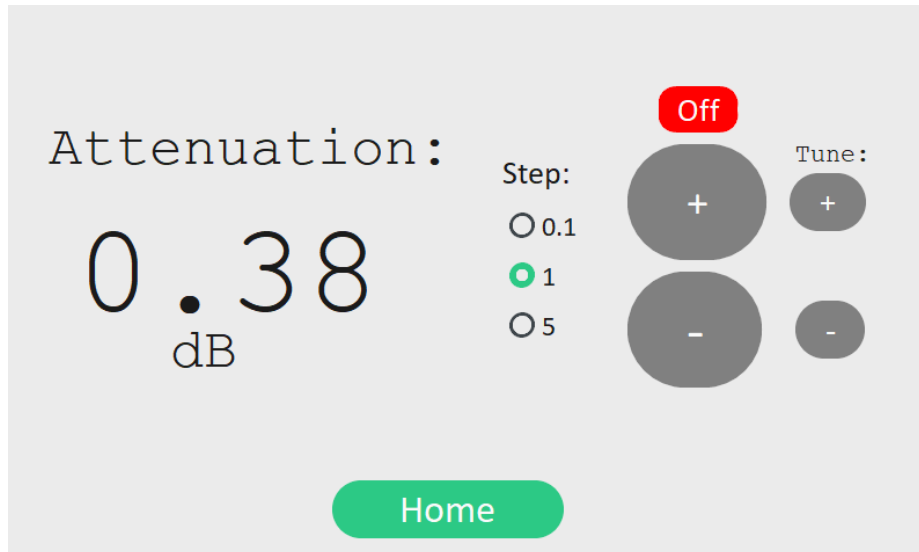 Attenuation:
0.38
dB
Step:
0.1
1
5
Off
+
-
Tune:
+
-
Home